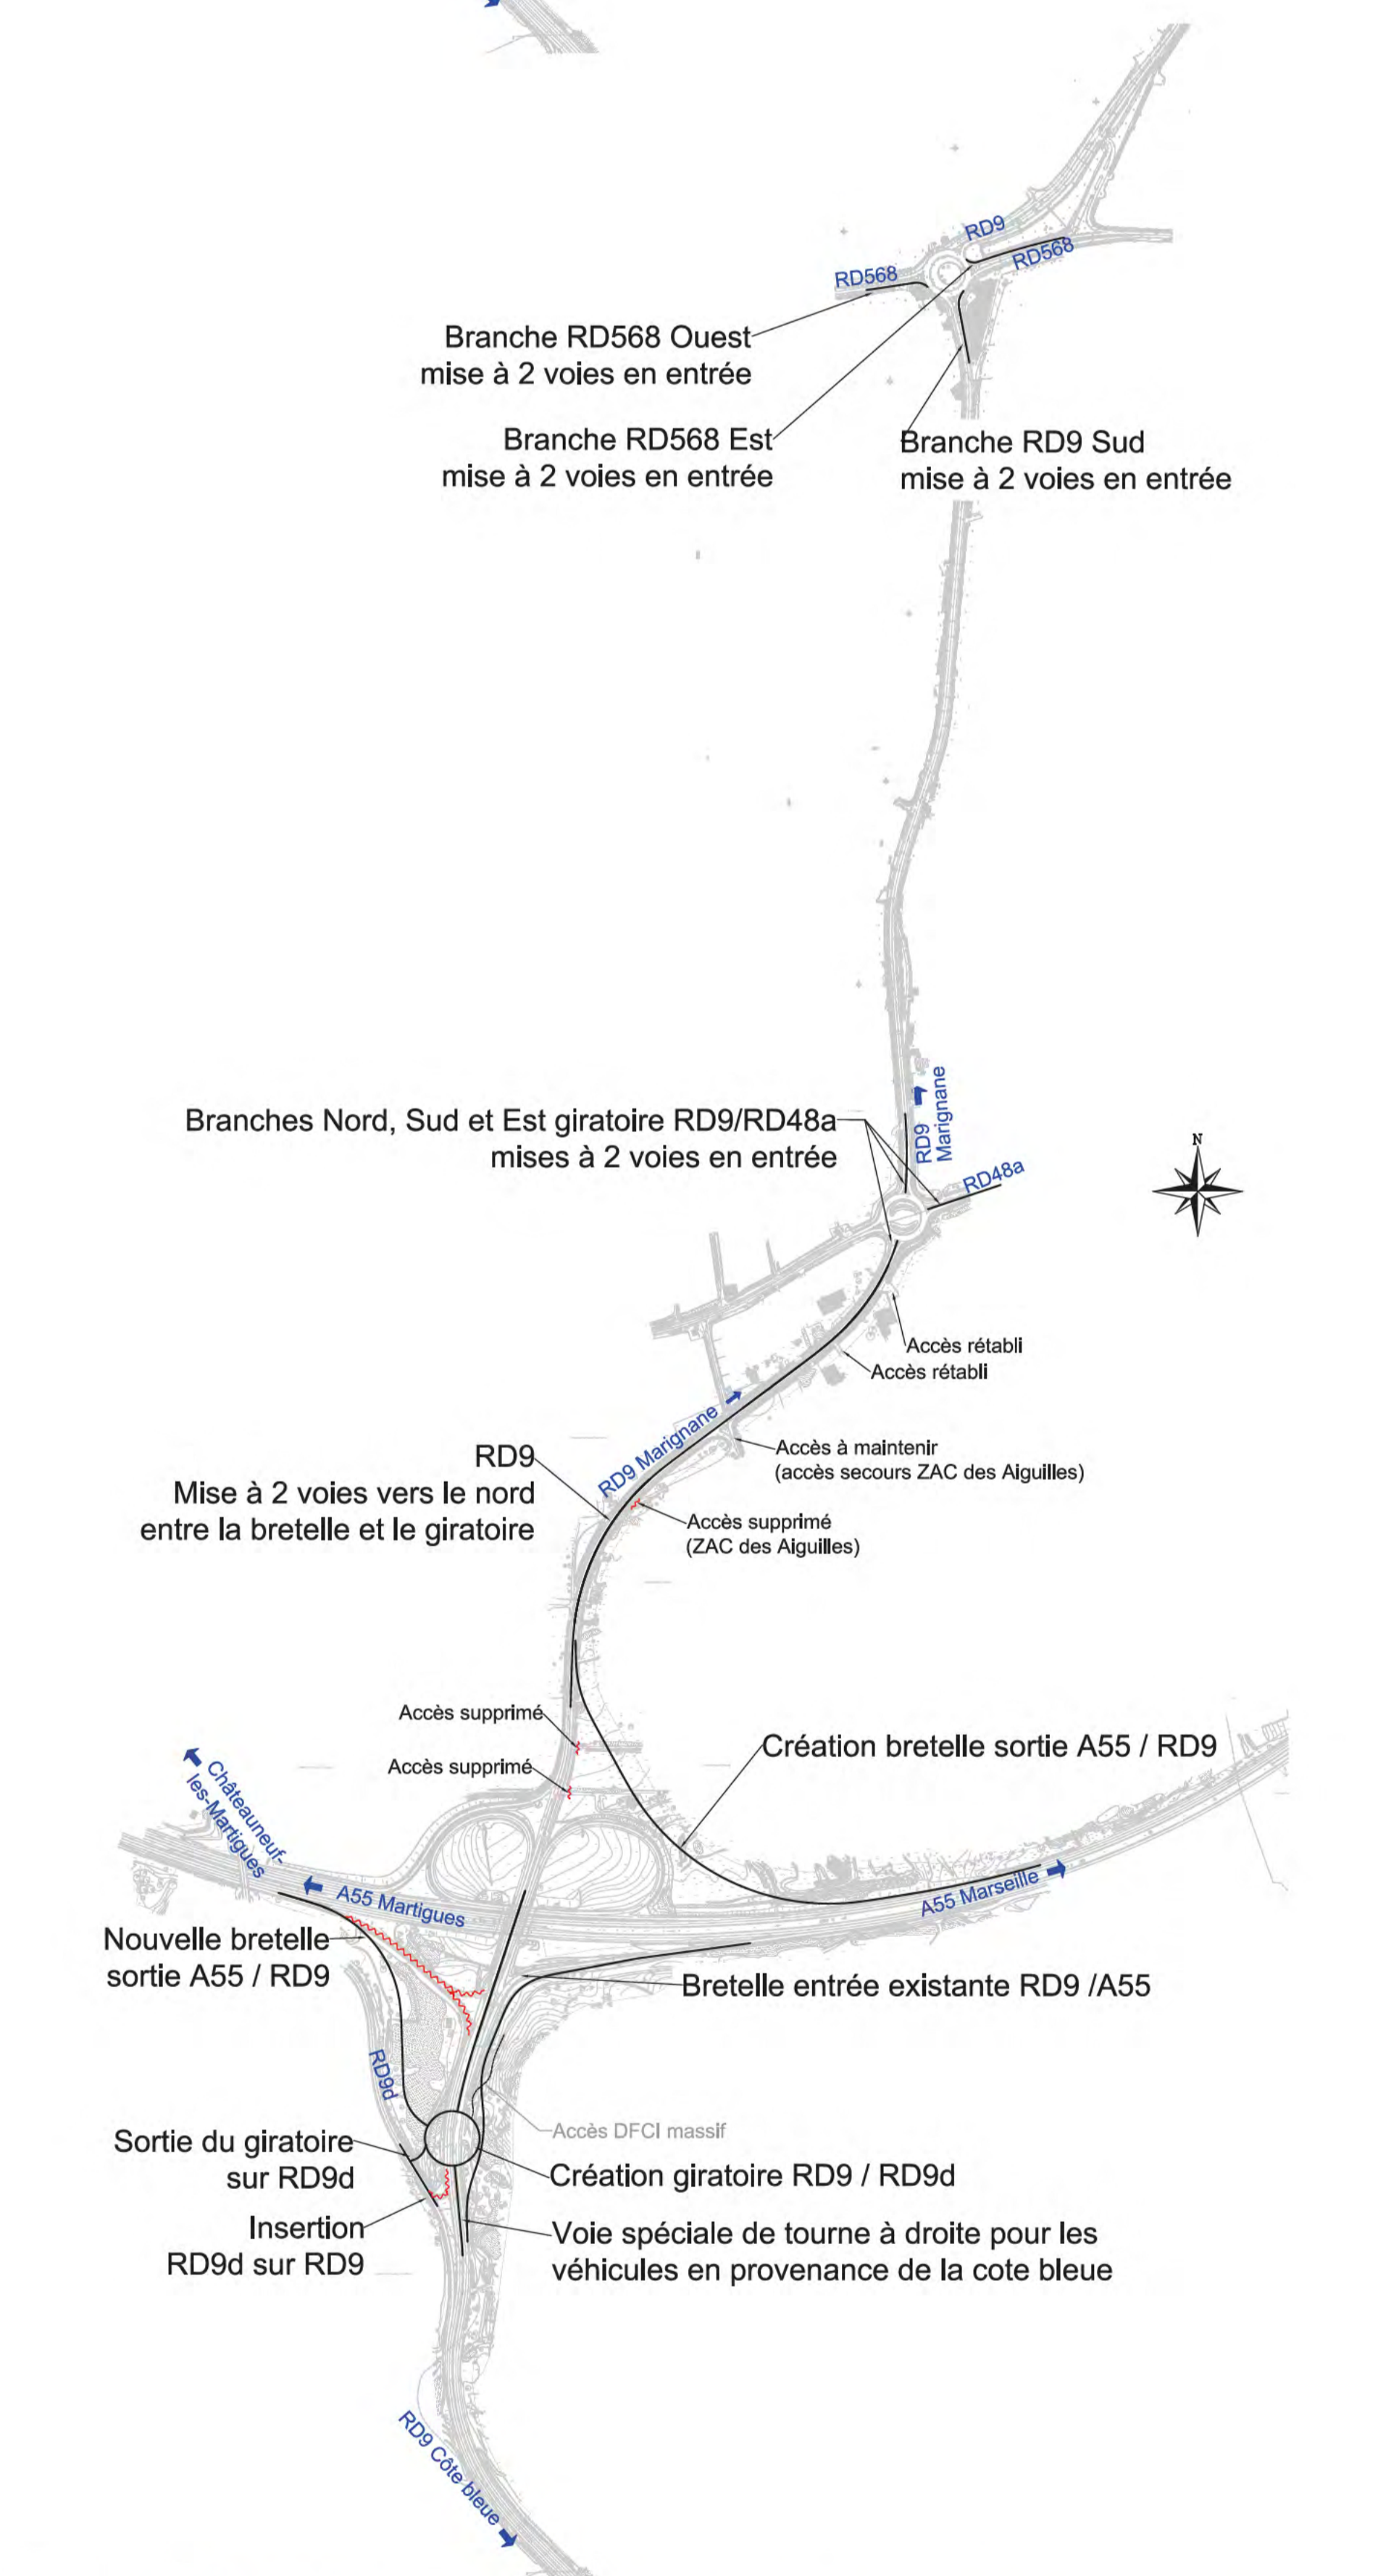 RD9
RD568
RD568
Branche RD568 Ouest
mise à 2 voies en entrée
Branche RD568 Est
mise à 2 voies en entrée
Branche RD9 Sud
mise à 2 voies en entrée
RD9
Marignane
Branches Nord, Sud et Est giratoire RD9/RD48a
mises à 2 voies en entrée
N
RD48a
Accès rétabli
Accès rétabli
RD9 Marignane
Accès à maintenir
(accès secours ZAC des Aiguilles)
RD9
Mise à 2 voies vers le nord
entre la bretelle et le giratoire
Accès supprimé
(ZAC des Aiguilles)
Accès supprimé
Accès supprimé
Création bretelle sortie A55 / RD9
Châteauneuf-
les-Martigues
A55 Martigues
A55 Marseille
Nouvelle bretelle
sortie A55 / RD9
Bretelle entrée existante RD9 /A55
RD9d
Accès DFCI massif
Sortie du giratoire
sur RD9d
Création giratoire RD9 / RD9d
Insertion
RD9d sur RD9
Voie spéciale de tourne à droite pour les
véhicules en provenance de la cote bleue
RD9 Côte bleue